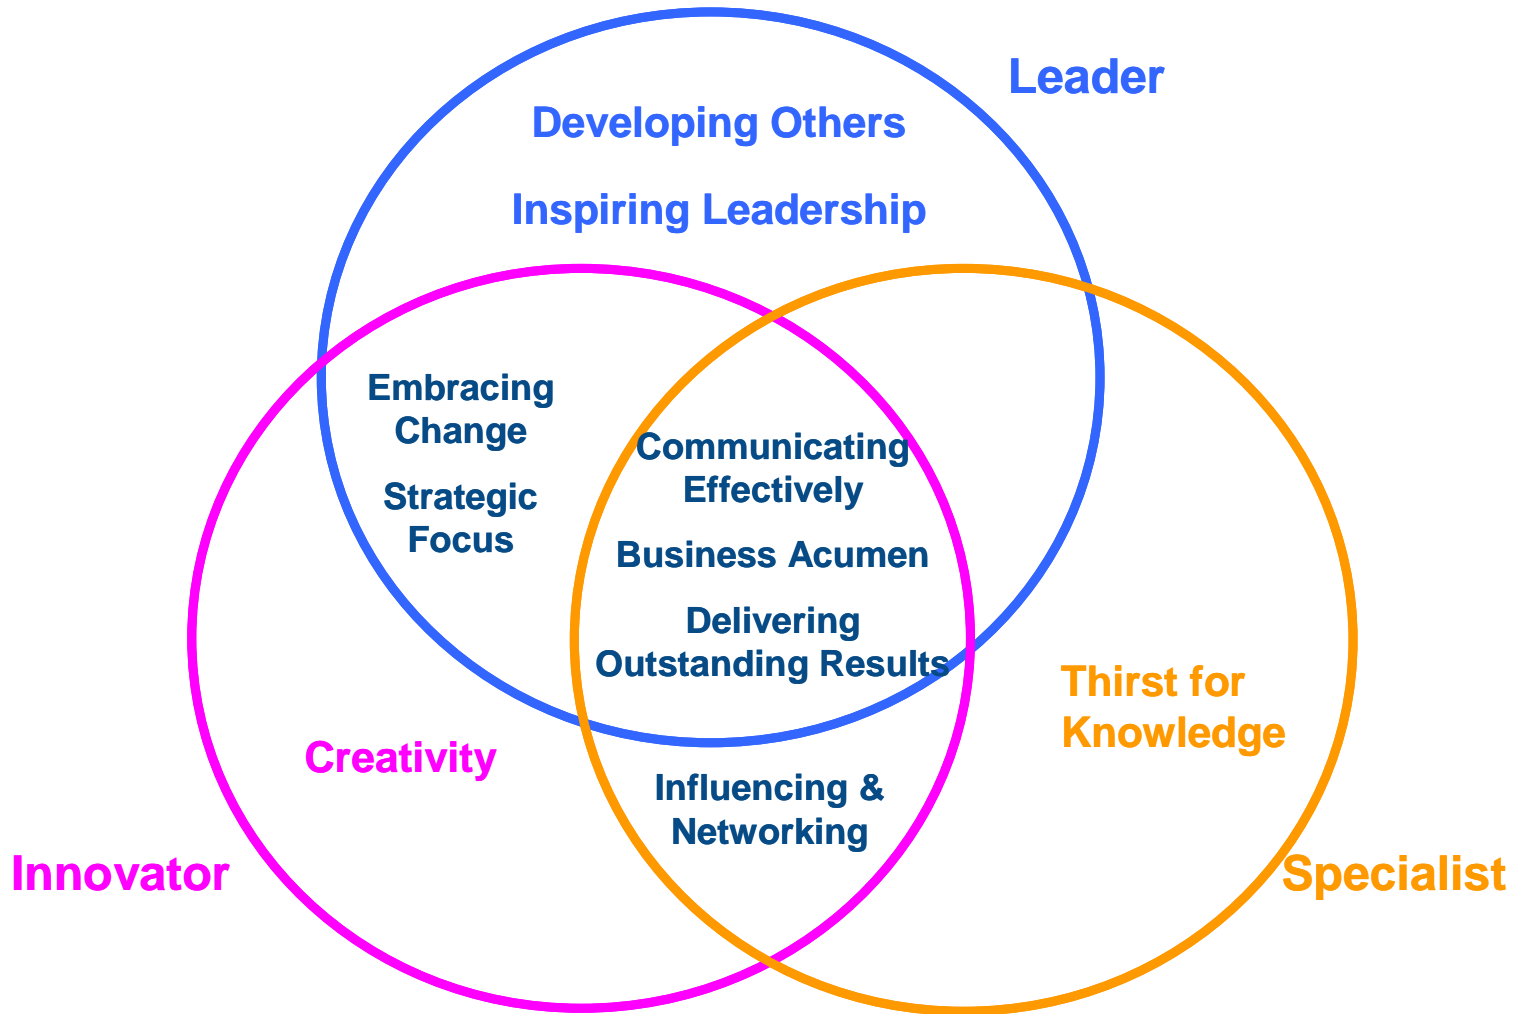 Leader
Developing Others
Inspiring Leadership
Embracing
Change
Strategic
Focus
Communicating
Effectively
Business Acumen
Delivering
Outstanding Results
Thirst for
Knowledge
Creativity
Influencing &
Networking
Innovator
Specialist